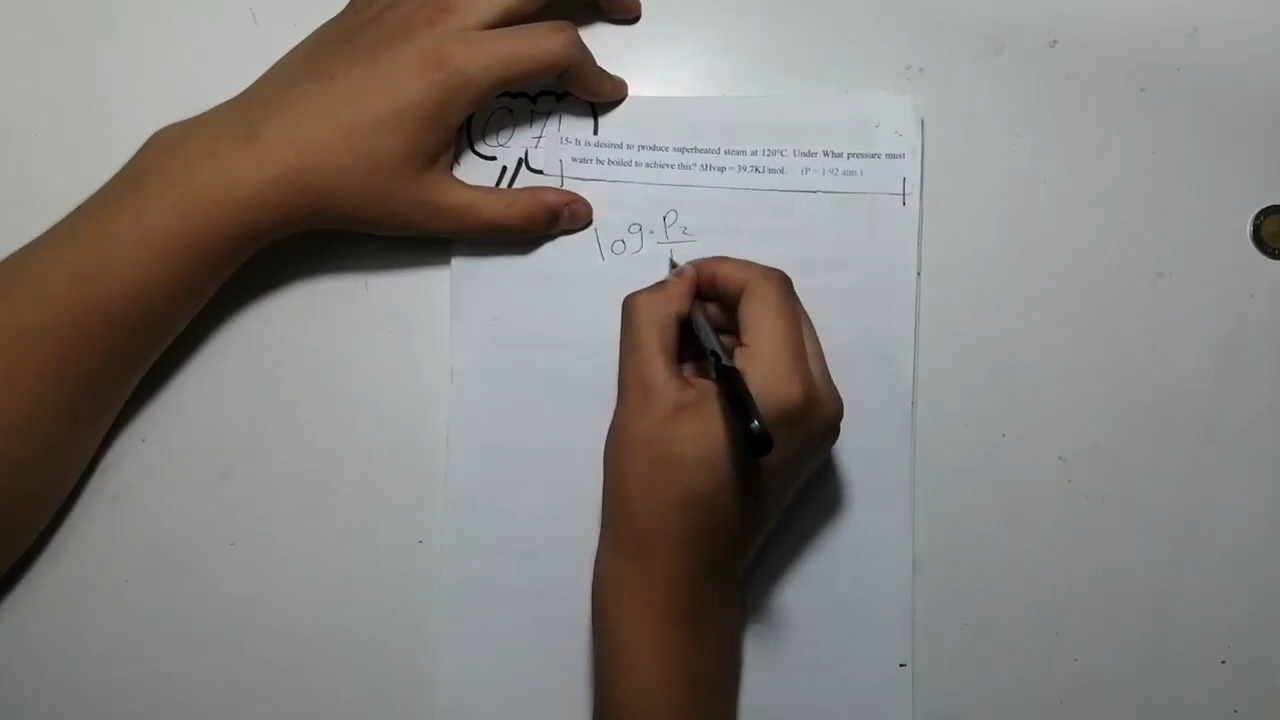 Q7
15- It is desired to produce superheated steam at 120°C. Under What pressure must
water be boiled to achieve this? ΔHvap = 39.7KJ/mol. (P = 1.92 atm )
log · P2